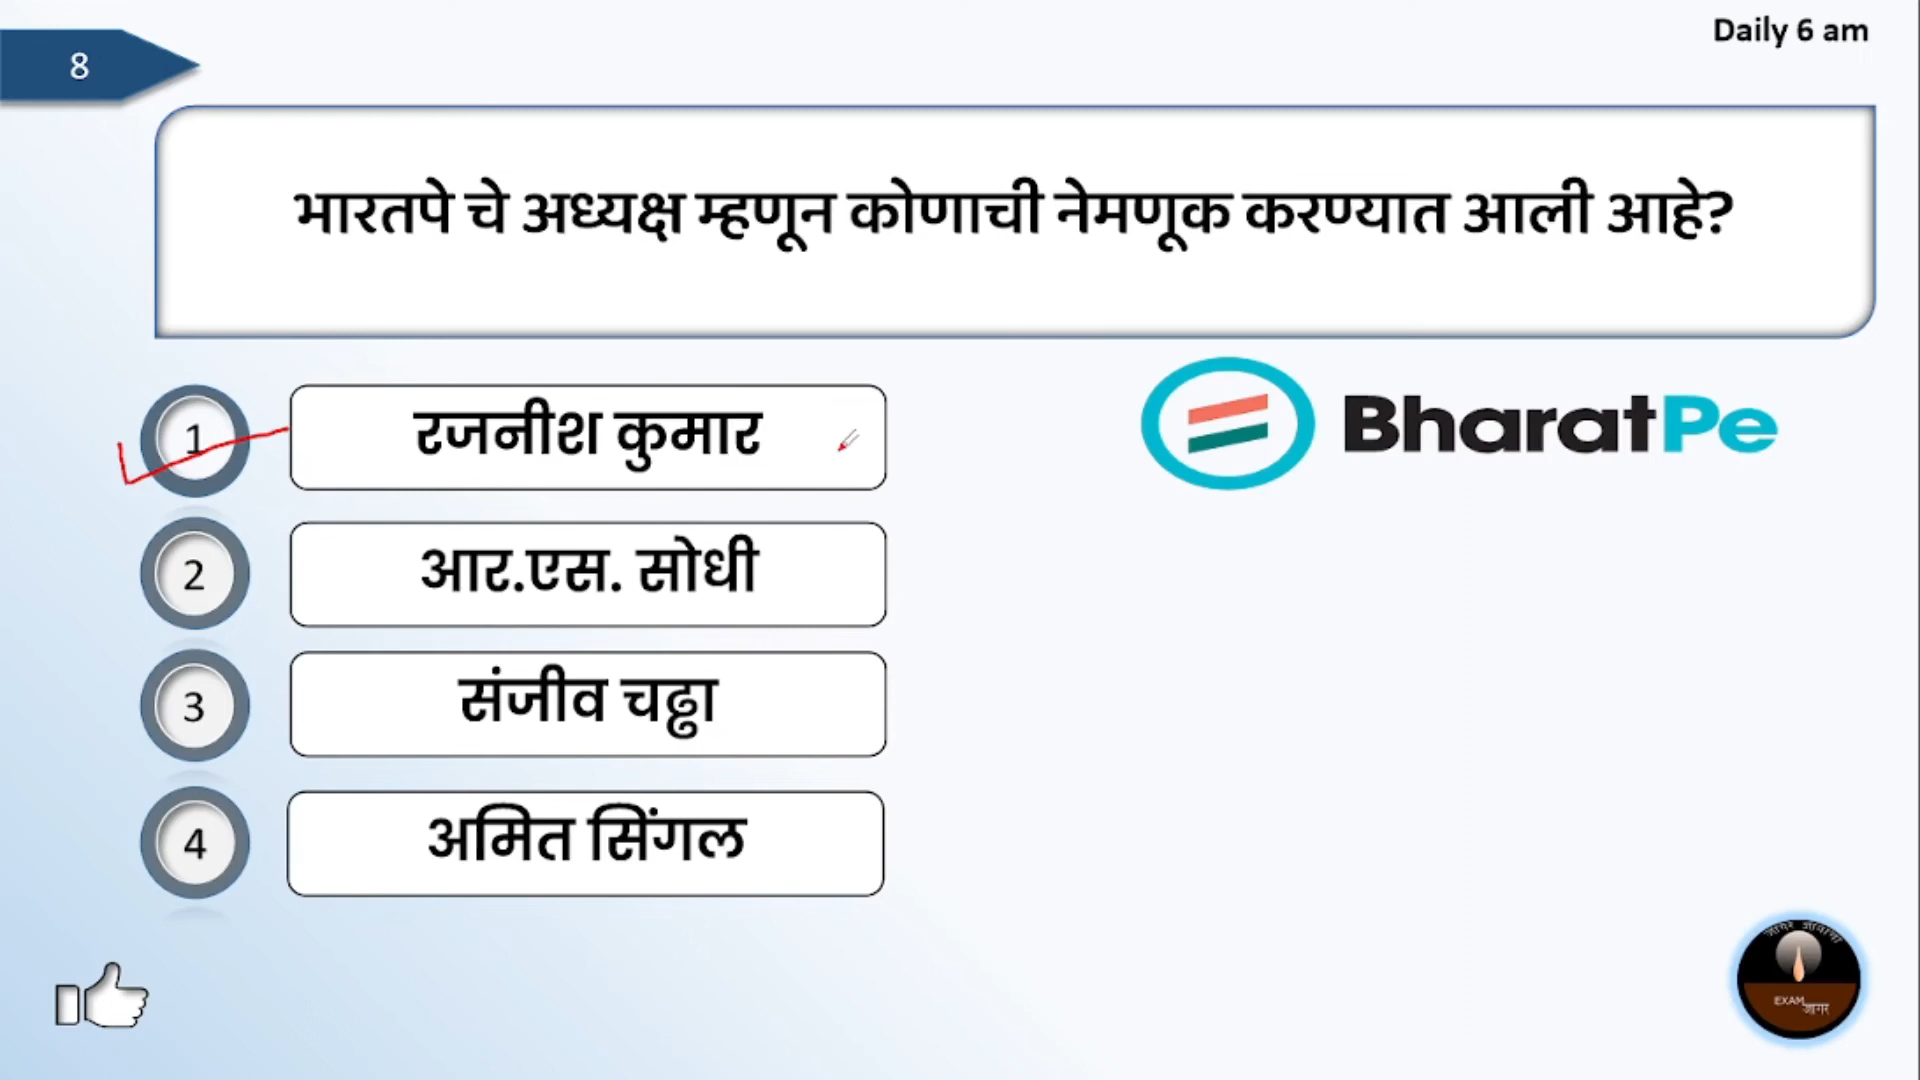 Daily 6 am
8
भारतपे चे अध्यक्ष म्हणून कोणाची नेमणूक करण्यात आली आहे?
1
रजनीश कुमार
BharatPe
2
आर.एस. सोधी
3
संजीव चढ्ढा
4
अमित सिंगल
EXAM
जागर